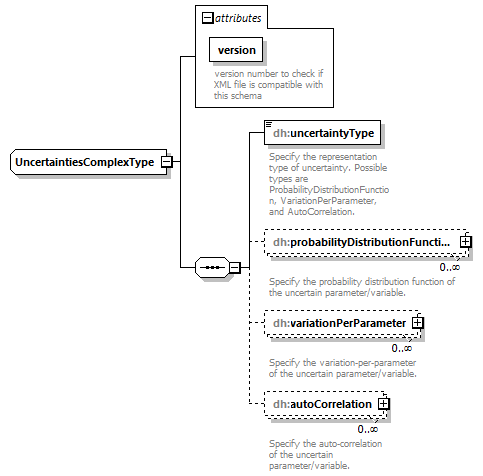 attributes
version
version number to check if
XML file is compatible with
this schema
UncertaintiesComplexType
dh:uncertaintyType
Specify the representation
type of uncertainty. Possible
types are
ProbabilityDistributionFunctio
n, VariationPerParameter,
and AutoCorrelation.
dh:probabilityDistributionFuncti...
0..∞
Specify the probability distribution function of
the uncertain parameter/variable.
dh:variationPerParameter
0..∞
Specify the variation-per-parameter
of the uncertain parameter/variable.
dh:autoCorrelation
0..∞
Specify the auto-correlation
of the uncertain
parameter/variable.